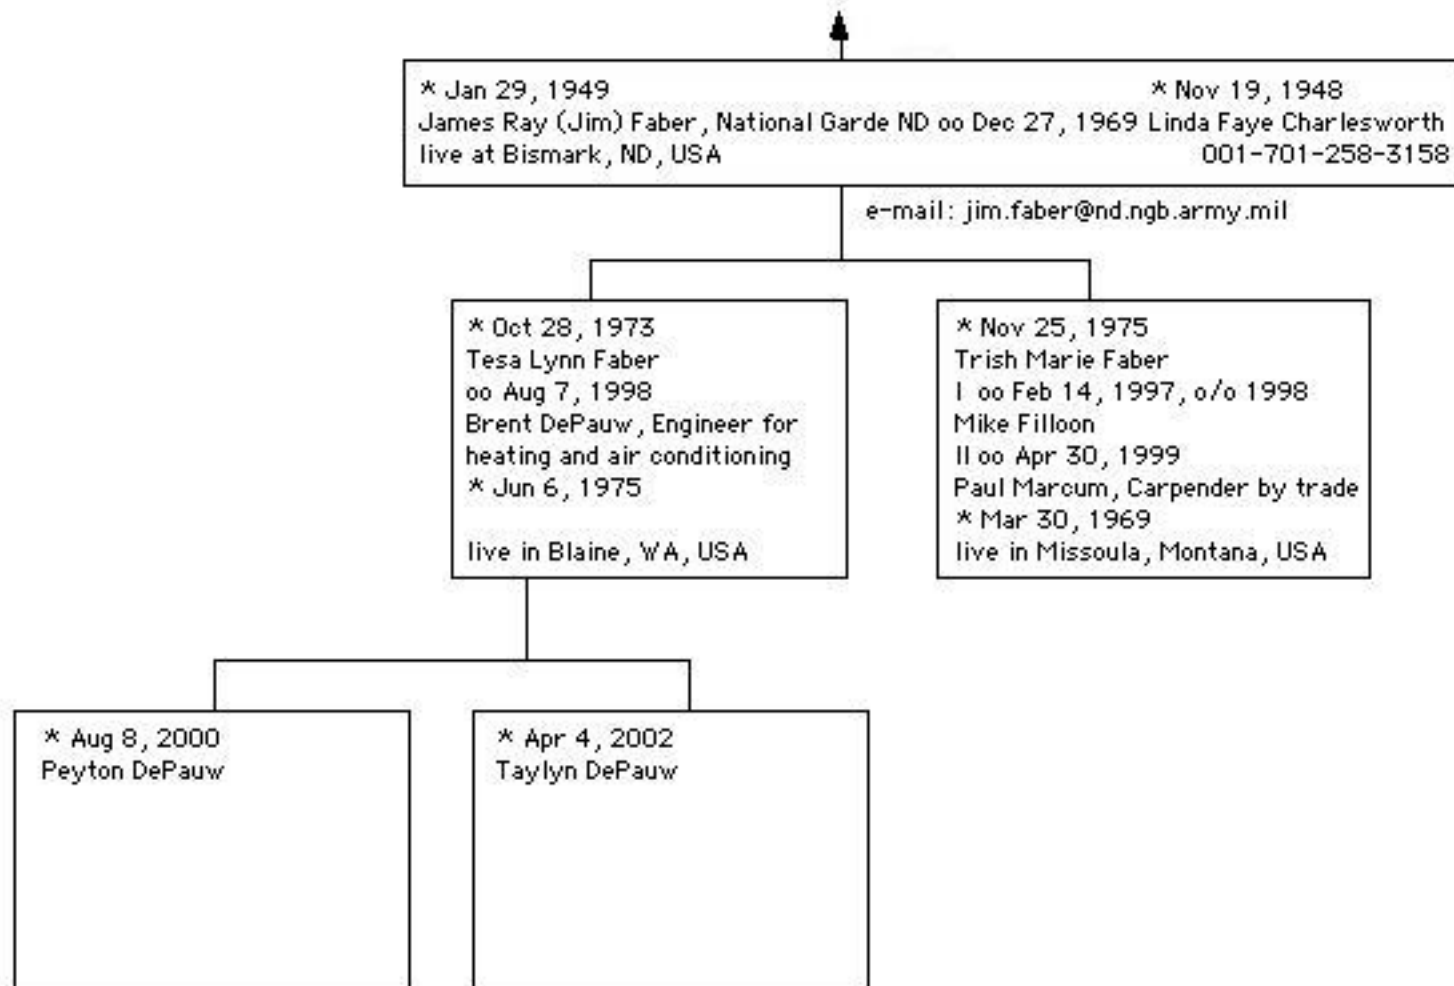 * Jan 29, 1949 * Nov 19, 1948
James Ray (Jim) Faber, National Garde ND oo Dec 27, 1969 Linda Faye Charlesworth
live at Bismark, ND, USA 001-701-258-3158
e-mail: jim.faber@nd.ngb.army.mil
* Oct 28, 1973
Tesa Lynn Faber
oo Aug 7, 1998
Brent DePauw, Engineer for
heating and air conditioning
* Jun 6, 1975
live in Blaine, WA, USA
* Nov 25, 1975
Trish Marie Faber
I oo Feb 14, 1997, o/o 1998
Mike Filloon
II oo Apr 30, 1999
Paul Marcum, Carpender by trade
* Mar 30, 1969
live in Missoula, Montana, USA
* Aug 8, 2000
Peyton DePauw
* Apr 4, 2002
Taylyn DePauw